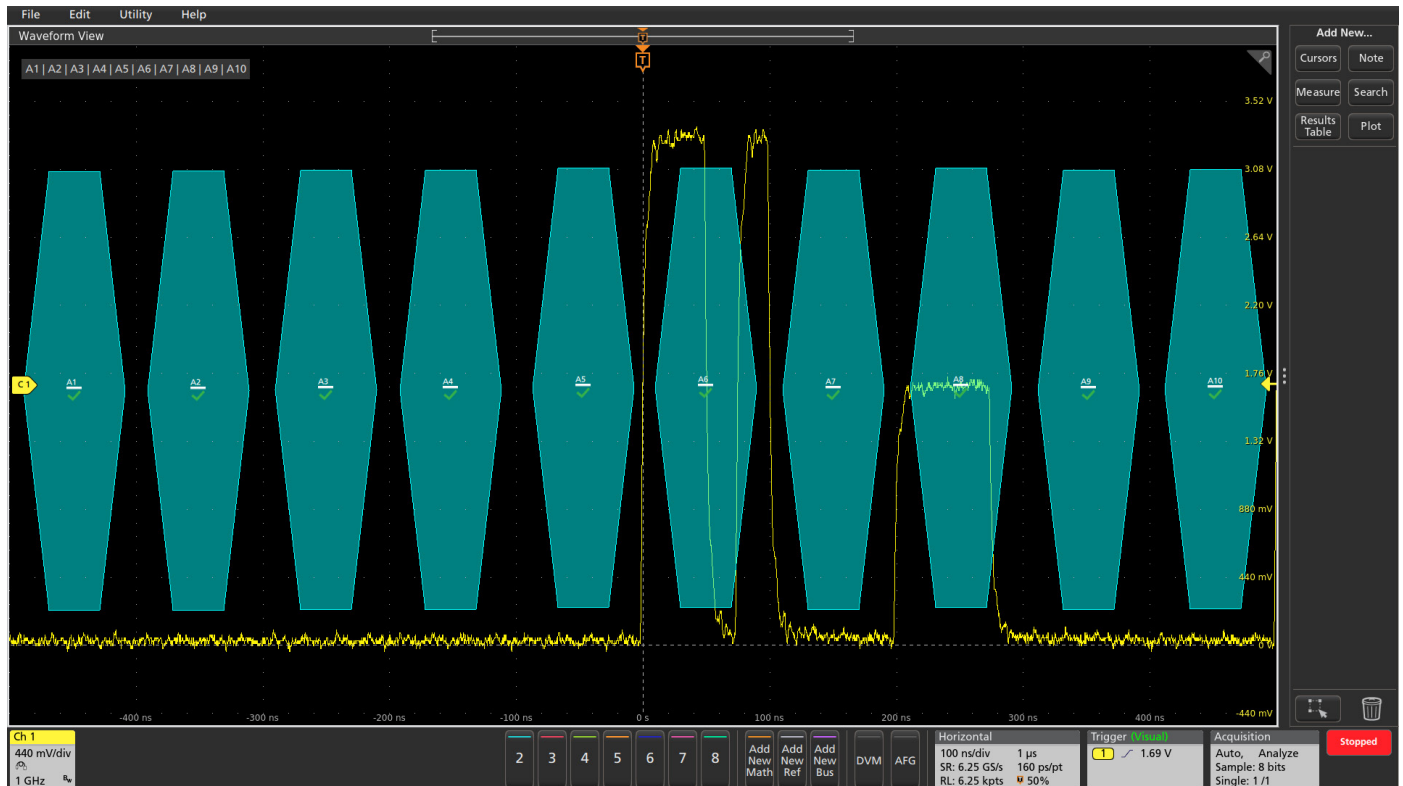 File Edit Utility Help
Waveform View
Add New...
A1 | A2 | A3 | A4 | A5 | A6 | A7 | A8 | A9 | A10
T
T
Cursors Note
Measure Search
Results Table Plot
3.52 V
3.08 V
2.64 V
2.20 V
1.76 V
1.32 V
880 mV
440 mV
0 V
-440 mV
C 1
A1 A2 A3 A4 A5 A6 A7 A8 A9 A10
-400 ns -300 ns -200 ns -100 ns 0 s 100 ns 200 ns 300 ns 400 ns
Ch 1
440 mV/div
1 GHz Bw
2 3 4 5 6 7 8
Add New Math
Add New Ref
Add New Bus
DVM AFG
Horizontal
100 ns/div 1 µs
SR: 6.25 GS/s 160 ps/pt
RL: 6.25 kpts 50%
Trigger (Visual)
1 1.69 V
Acquisition
Auto, Analyze
Sample: 8 bits
Single: 1 /1
Stopped